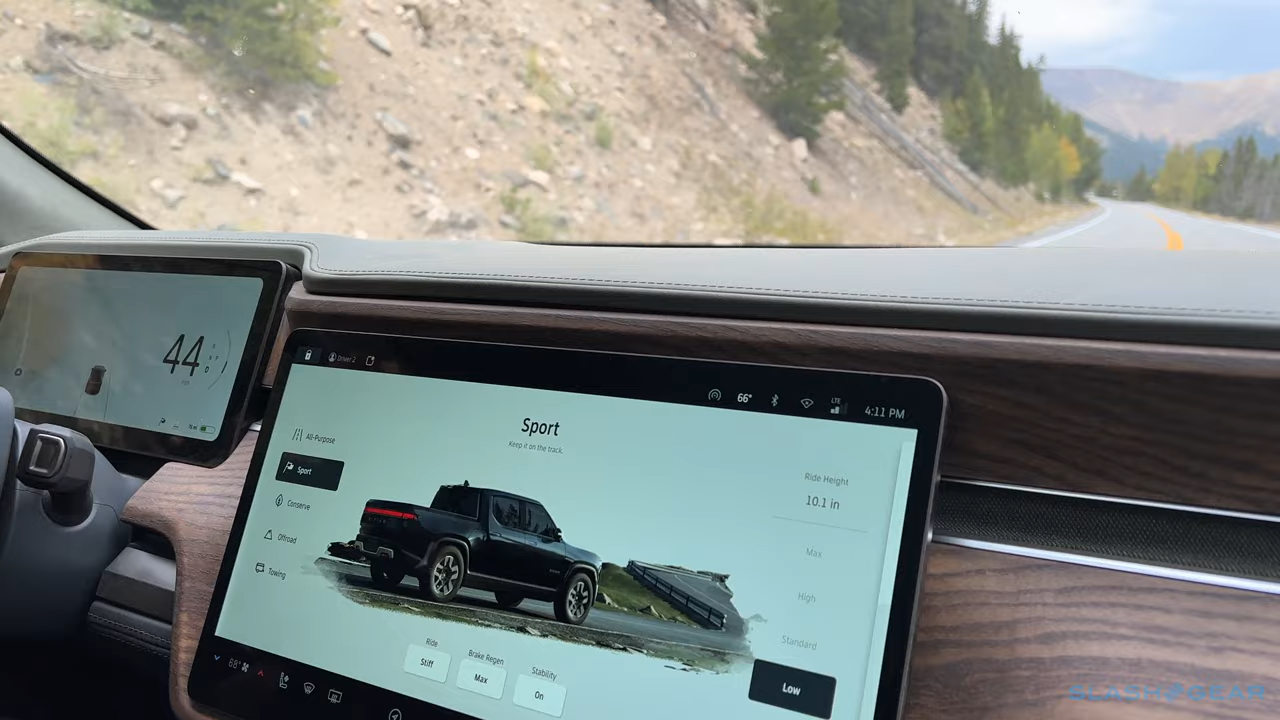 44
Driver 2
66°
LTE
4:11 PM
Sport
Keep it on the track.
All-Purpose
Sport
Conserve
Offroad
Towing
Ride Height
10.1 in
Max
High
Standard
Low
Ride
Stiff
Brake Regen
Max
Stability
On
68°
SLASHGEAR